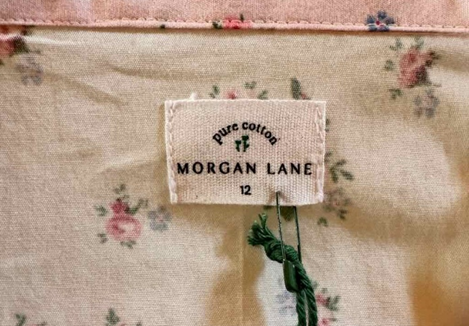 pure cotton
MORGAN LANE
12